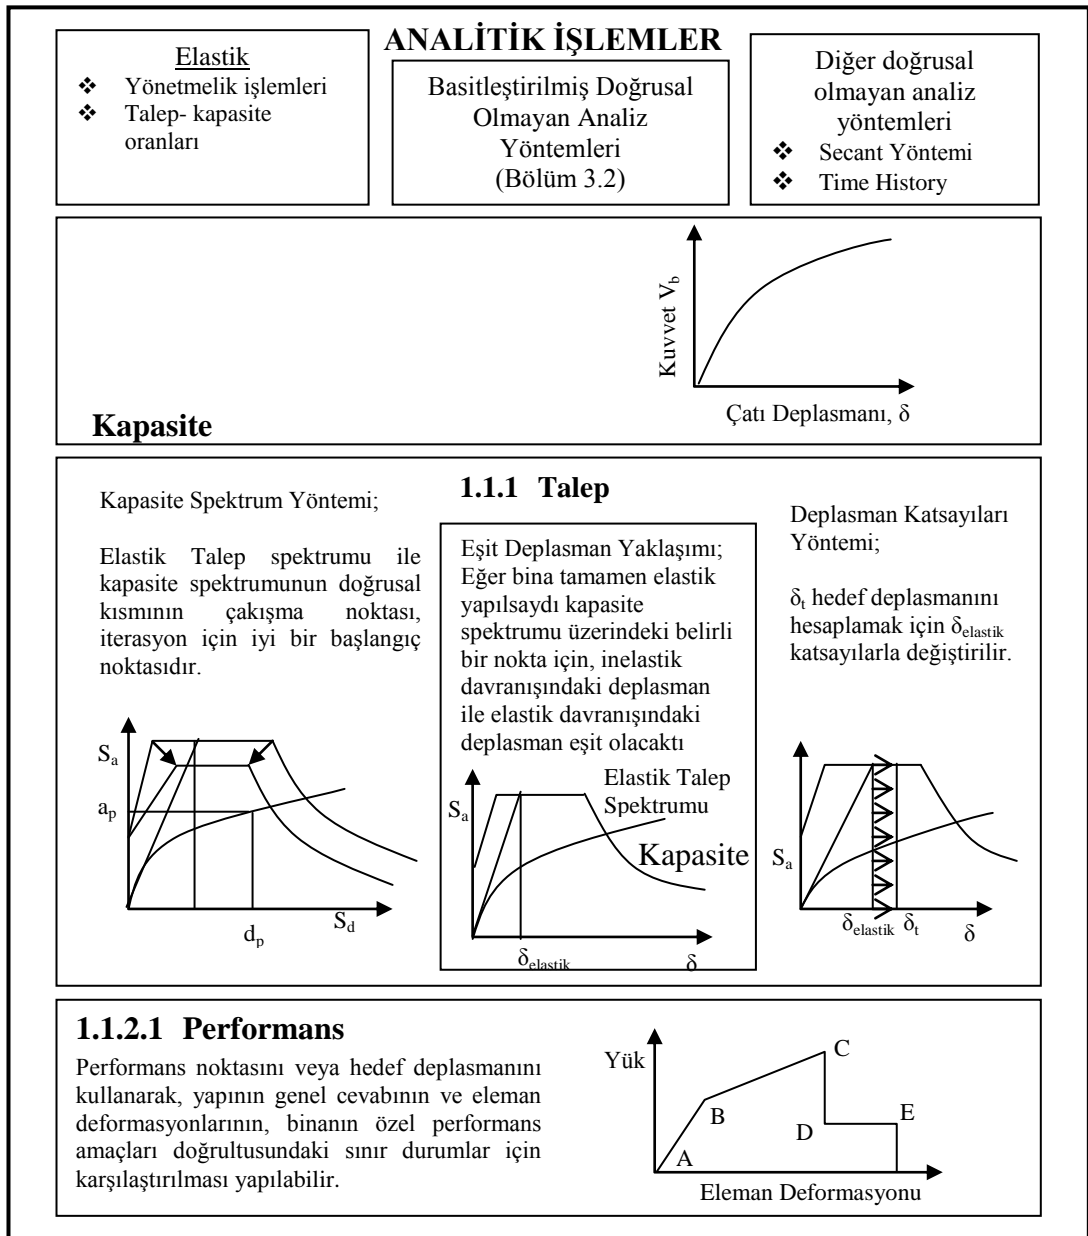 ANALİTİK İŞLEMLER
Elastik
❖ Yönetmelik işlemleri
❖ Talep- kapasite
oranları
Basitleştirilmiş Doğrusal
Olmayan Analiz
Yöntemleri
(Bölüm 3.2)
Diğer doğrusal
olmayan analiz
yöntemleri
❖ Secant Yöntemi
❖ Time History
Kuvvet V_b
Çatı Deplasmanı, δ
Kapasite
1.1.1 Talep
Kapasite Spektrum Yöntemi;
Elastik Talep spektrumu ile
kapasite spektrumunun doğrusal
kısmının çakışma noktası,
iterasyon için iyi bir başlangıç
noktasıdır.
S_a
a_p
S_d
d_p
Eşit Deplasman Yaklaşımı;
Eğer bina tamamen elastik
yapılsaydı kapasite
spektrumu üzerindeki belirli
bir nokta için, inelastik
davranışındaki deplasman
ile elastik davranışındaki
deplasman eşit olacaktı
Elastik Talep
Spektrumu
S_a
Kapasite
δ_elastik
δ
Deplasman Katsayıları
Yöntemi;
δ_t hedef deplasmanını
hesaplamak için δ_elastik
katsayılarla değiştirilir.
S_a
δ_elastik δ_t δ
1.1.2.1 Performans
Performans noktasını veya hedef deplasmanını
kullanarak, yapının genel cevabının ve eleman
deformasyonlarının, binanın özel performans
amaçları doğrultusundaki sınır durumlar için
karşılaştırılması yapılabilir.
Yük
A
B
C
D
E
Eleman Deformasyonu